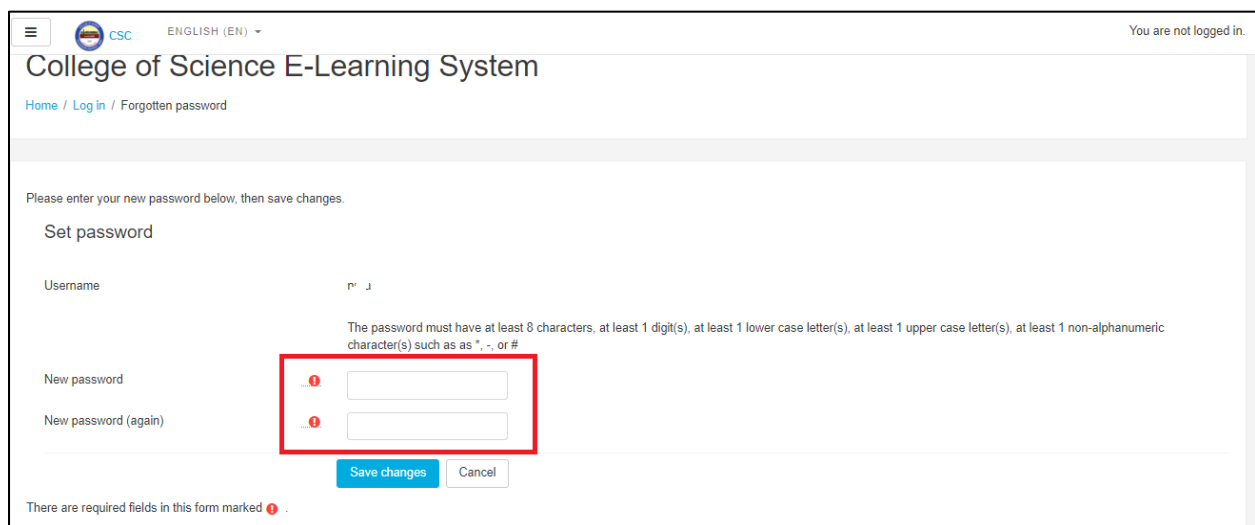 CSC ENGLISH (EN) You are not logged in.
College of Science E-Learning System
Home / Log in / Forgotten password
Please enter your new password below, then save changes.
Set password
Username
The password must have at least 8 characters, at least 1 digit(s), at least 1 lower case letter(s), at least 1 upper case letter(s), at least 1 non-alphanumeric
character(s) such as as *, -, or #
New password
New password (again)
Save changes Cancel
There are required fields in this form marked .